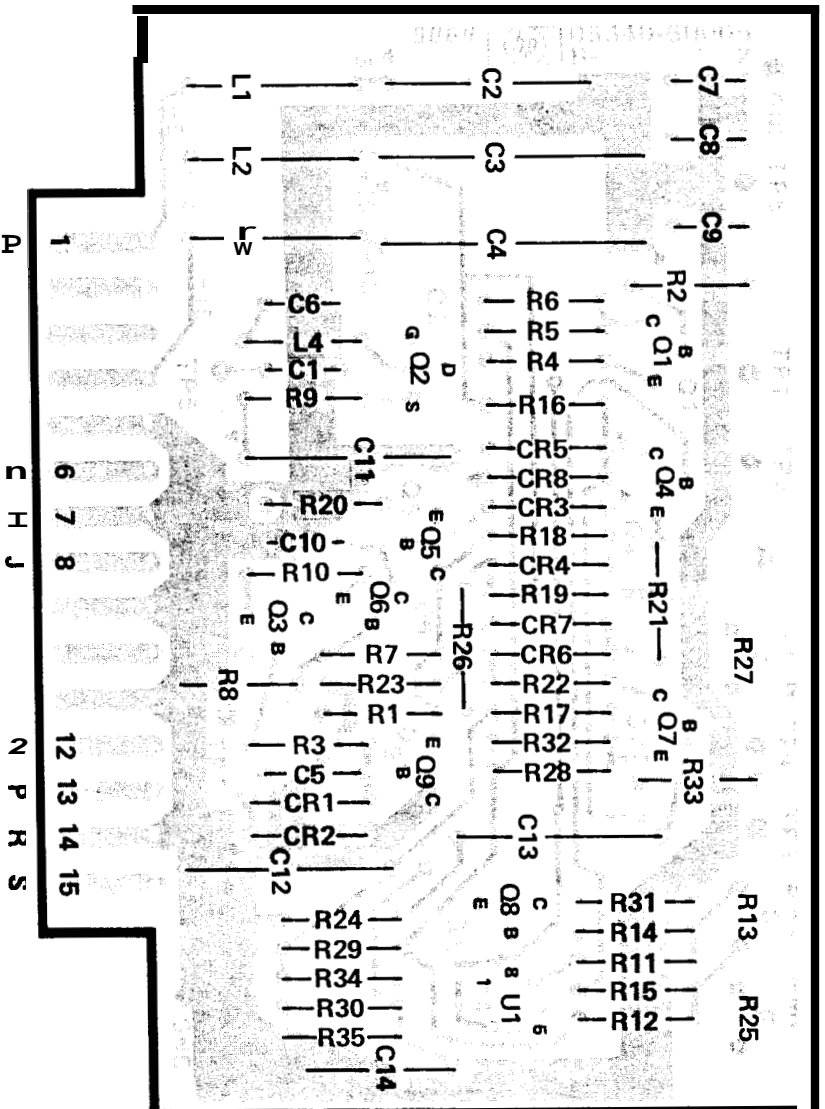 L1
C2
C7
L2
C3
C8
P
1
r
w
C4
C9
C6
R6
R2
L4
R5
C1
R4
R9
R16
G
Q2
D
S
C
Q1
B
E
C11
CR5
n
6
CR8
C
Q4
B
E
R20
CR3
I
7
E
Q5
B
C
C10
R18
J
8
R10
CR4
R21
E
Q6
C
B
R19
E
Q3
C
B
CR7
R7
R26
CR6
R27
R8
R23
R22
R1
R17
C
Q7
B
E
2
12
R3
R32
E
Q9
B
C
C5
R28
R33
P
13
CR1
R
14
CR2
C13
S
15
C12
R24
E
Q8
C
B
R31
R13
R14
R29
R11
R34
8
1
U1
5
R15
R25
R30
R12
R35
C14